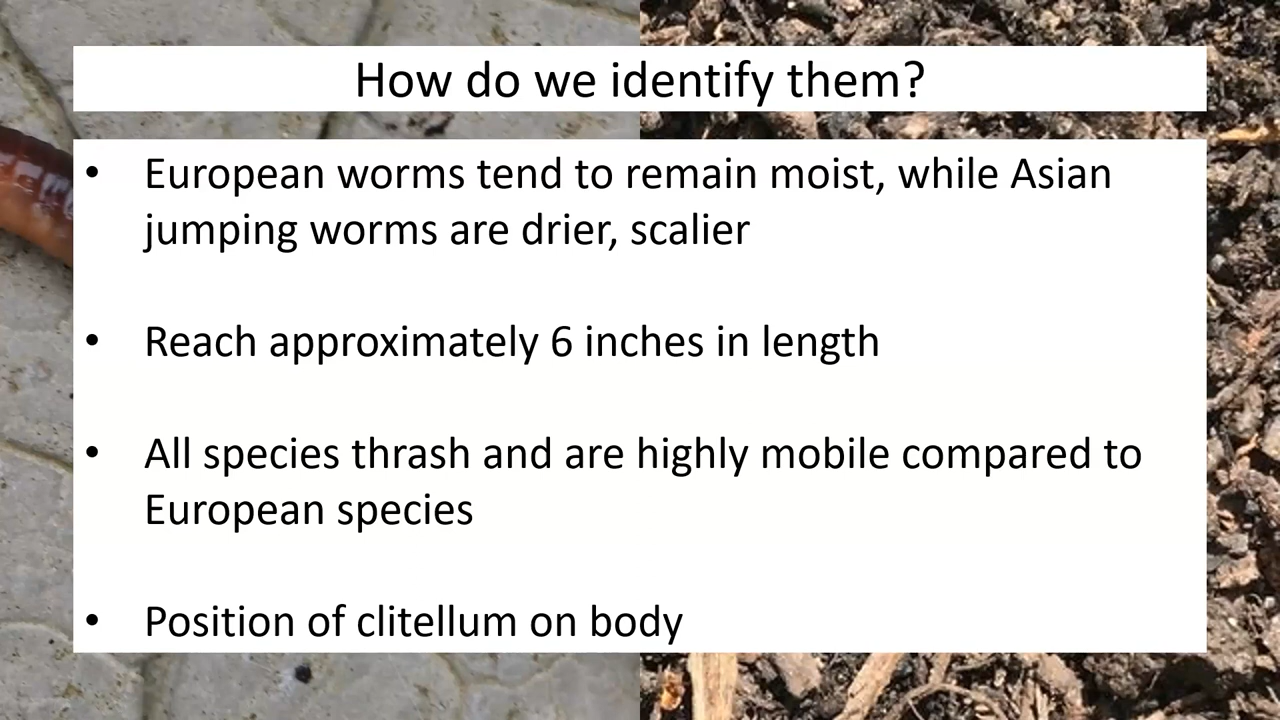 How do we identify them?
• European worms tend to remain moist, while Asian
jumping worms are drier, scalier
• Reach approximately 6 inches in length
• All species thrash and are highly mobile compared to
European species
• Position of clitellum on body